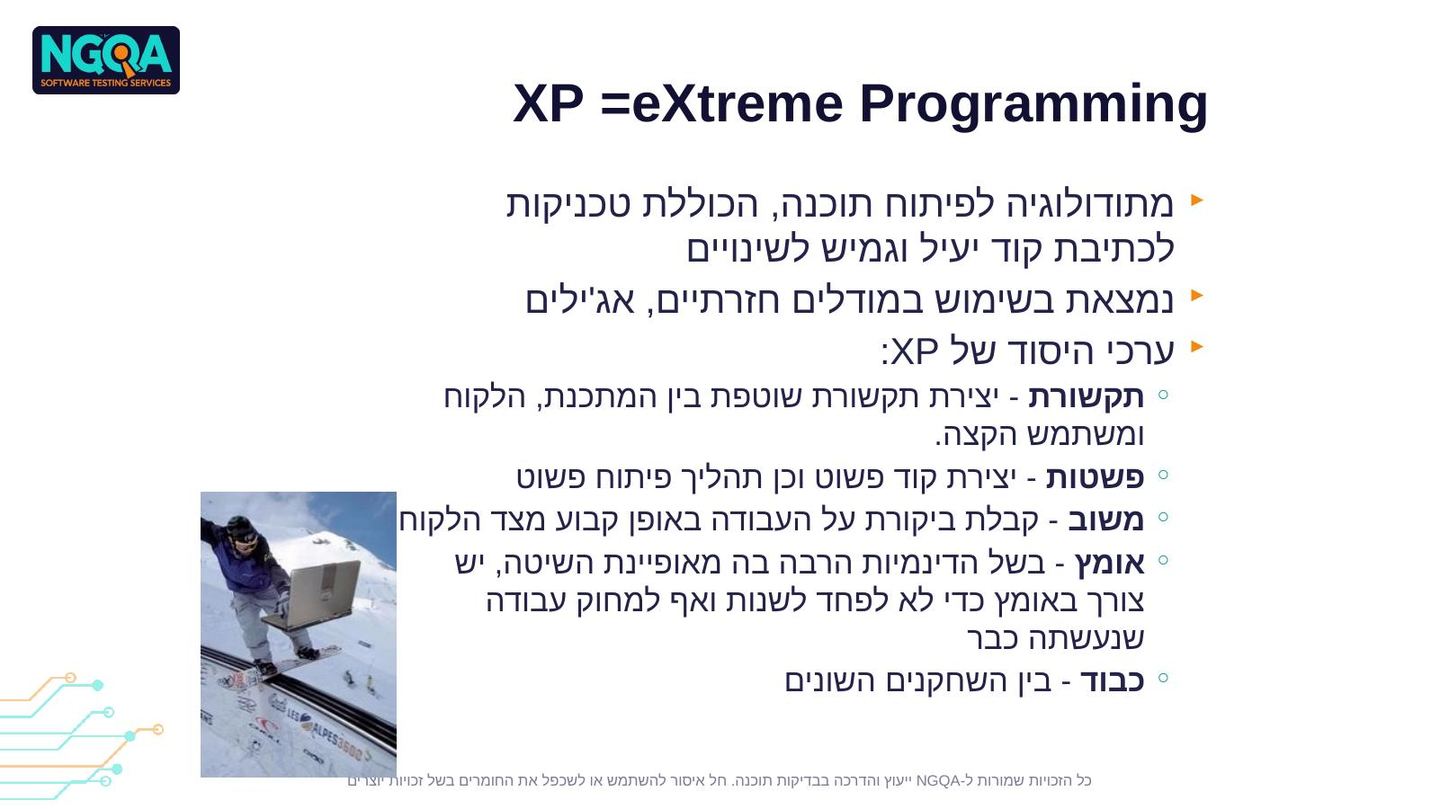 NGQA
SOFTWARE TESTING SERVICES
XP =eXtreme Programming
מתודולוגיה לפיתוח תוכנה, הכוללת טכניקות
לכתיבת קוד יעיל וגמיש לשינויים
נמצאת בשימוש במודלים חזרתיים, אג'ילים
ערכי היסוד של XP:
תקשורת - יצירת תקשורת שוטפת בין המתכנת, הלקוח
ומשתמש הקצה.
פשטות - יצירת קוד פשוט וכן תהליך פיתוח פשוט
משוב - קבלת ביקורת על העבודה באופן קבוע מצד הלקוח
אומץ - בשל הדינמיות הרבה בה מאופיינת השיטה, יש
צורך באומץ כדי לא לפחד לשנות ואף למחוק עבודה
שנעשתה כבר
כבוד - בין השחקנים השונים
LES 2 ALPES3600
כל הזכויות שמורות ל-NGQA ייעוץ והדרכה בבדיקות תוכנה. חל איסור להשתמש או לשכפל את החומרים בשל זכויות יוצרים